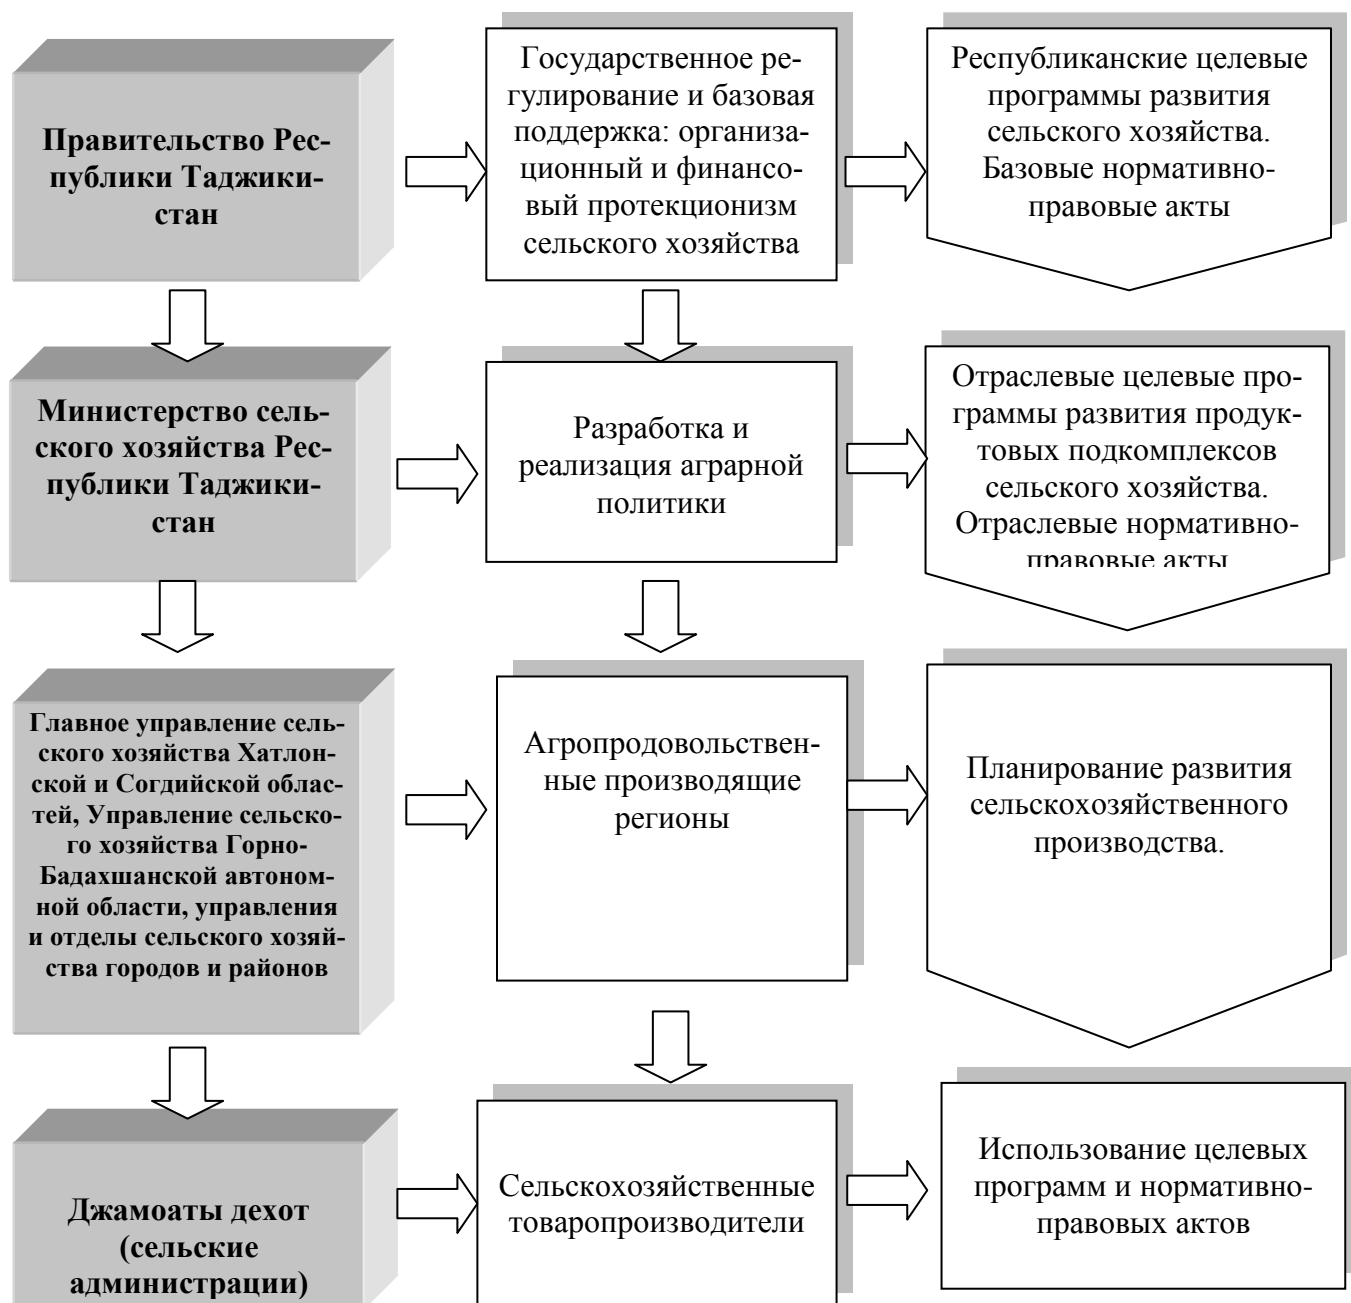 Правительство Рес-
публики Таджики-
стан
Государственное ре-
гулирование и базовая
поддержка: организа-
ционный и финансо-
вый протекционизм
сельского хозяйства
Республиканские целевые
программы развития
сельского хозяйства.
Базовые нормативно-
правовые акты
Министерство сель-
ского хозяйства Рес-
публики Таджики-
стан
Разработка и
реализация аграрной
политики
Отраслевые целевые про-
граммы развития продук-
товых подкомплексов
сельского хозяйства.
Отраслевые нормативно-
правовые акты
Главное управление сель-
ского хозяйства Хатлон-
ской и Согдийской облас-
тей, Управление сельско-
го хозяйства Горно-
Бадахшанской автоном-
ной области, управления
и отделы сельского хозяй-
ства городов и районов
Агропродовольствен-
ные производящие
регионы
Планирование развития
сельскохозяйственного
производства.
Джамоаты дехот
(сельские
администрации)
Сельскохозяйственные
товаропроизводители
Использование целевых
программ и нормативно-
правовых актов